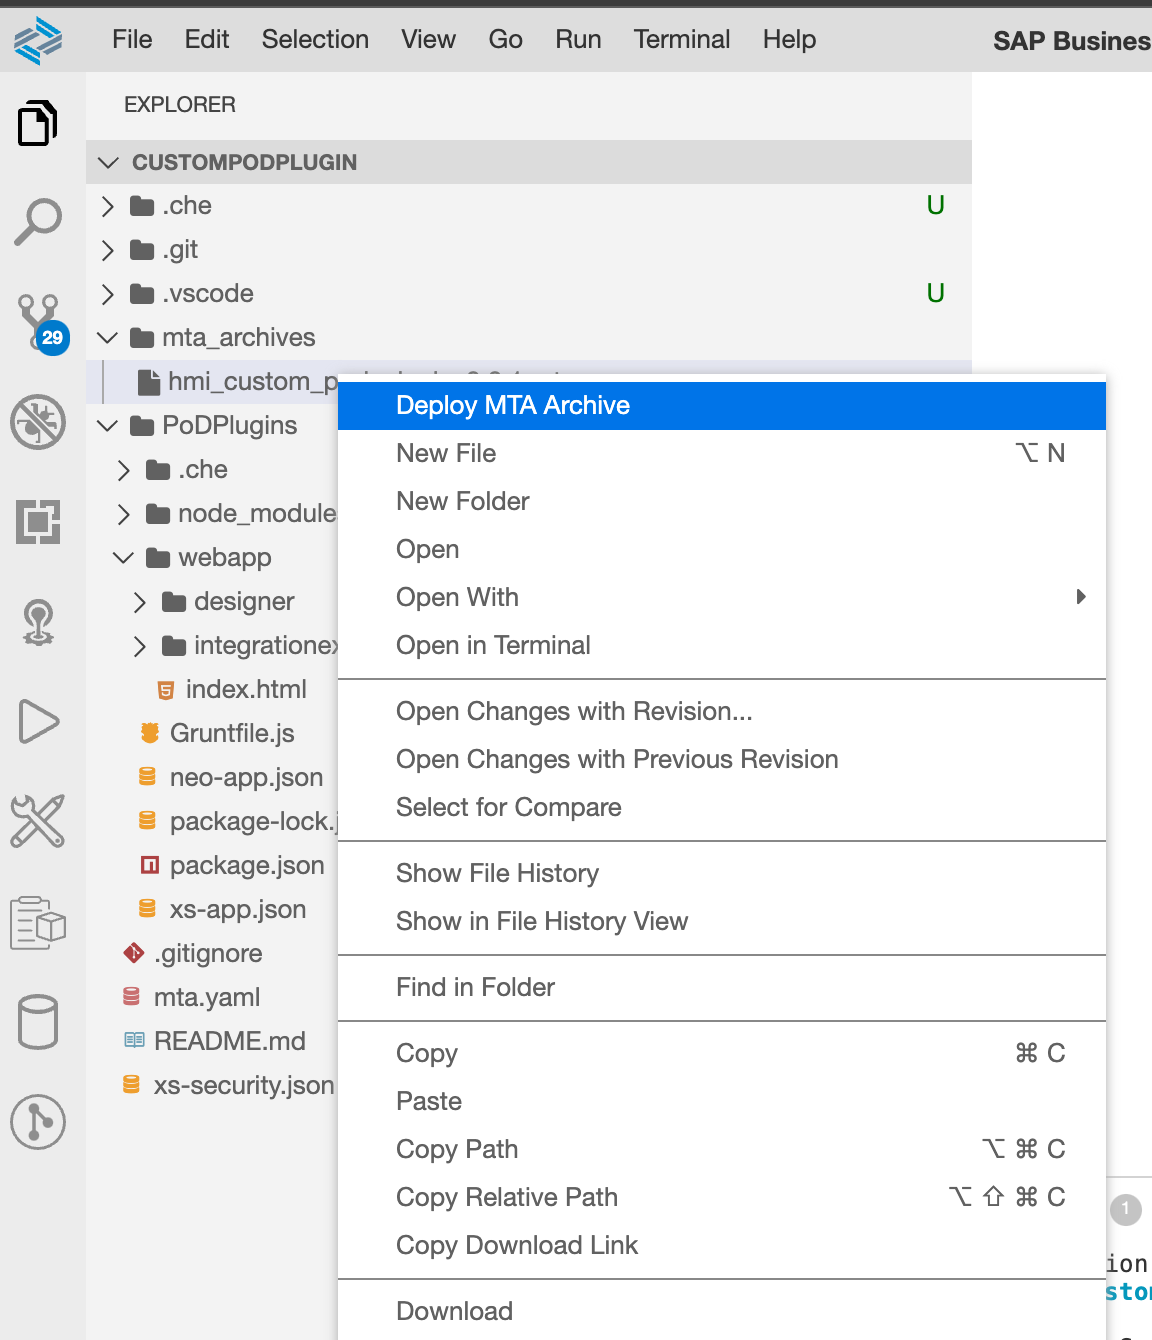 File Edit Selection View Go Run Terminal Help SAP Busines
EXPLORER
CUSTOMPODPLUGIN
.che U
.git
.vscode U
29
mta_archives
hmi_custom_p
Deploy MTA Archive
PoDPlugins
New File ⌥ N
.che
New Folder
node_module
Open
webapp
Open With
designer
Open in Terminal
integrationex
index.html
Open Changes with Revision...
Gruntfile.js
Open Changes with Previous Revision
neo-app.json
Select for Compare
package-lock.j
package.json
Show File History
xs-app.json
Show in File History View
.gitignore
Find in Folder
mta.yaml
README.md
Copy ⌘ C
xs-security.json
Paste
Copy Path ⌥ ⌘ C
Copy Relative Path ⌥ ⇧ ⌘ C
1
Copy Download Link
ion
stom
Download